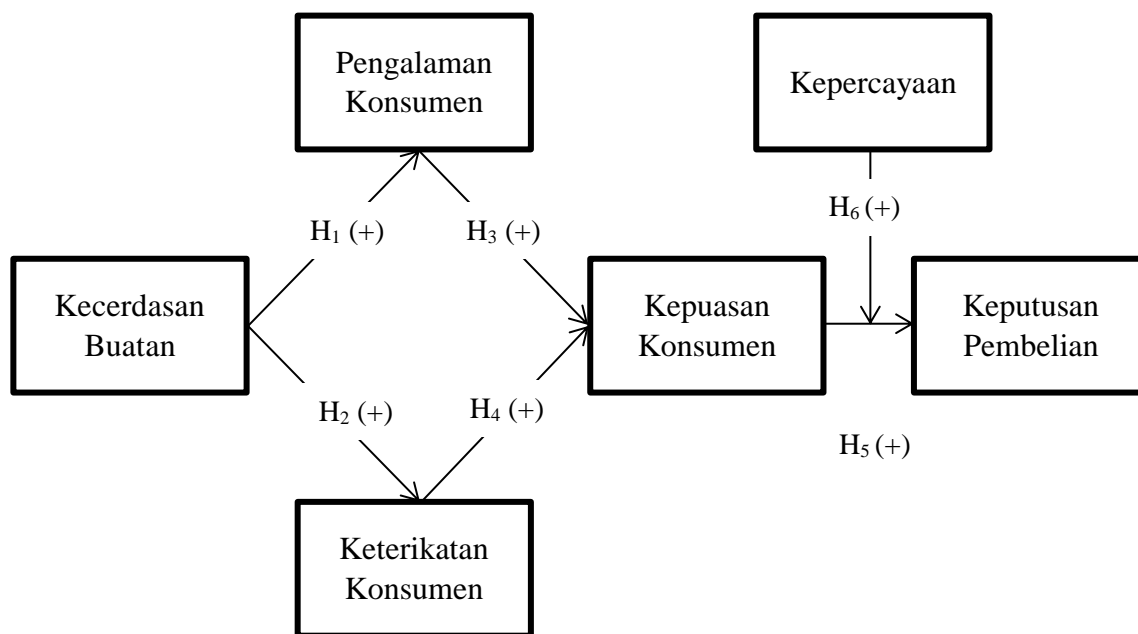 Pengalaman
Konsumen
Kepercayaan
H₁ (+)
H₃ (+)
H₆ (+)
Kecerdasan
Buatan
Kepuasan
Konsumen
Keputusan
Pembelian
H₂ (+)
H₄ (+)
H₅ (+)
Keterikatan
Konsumen